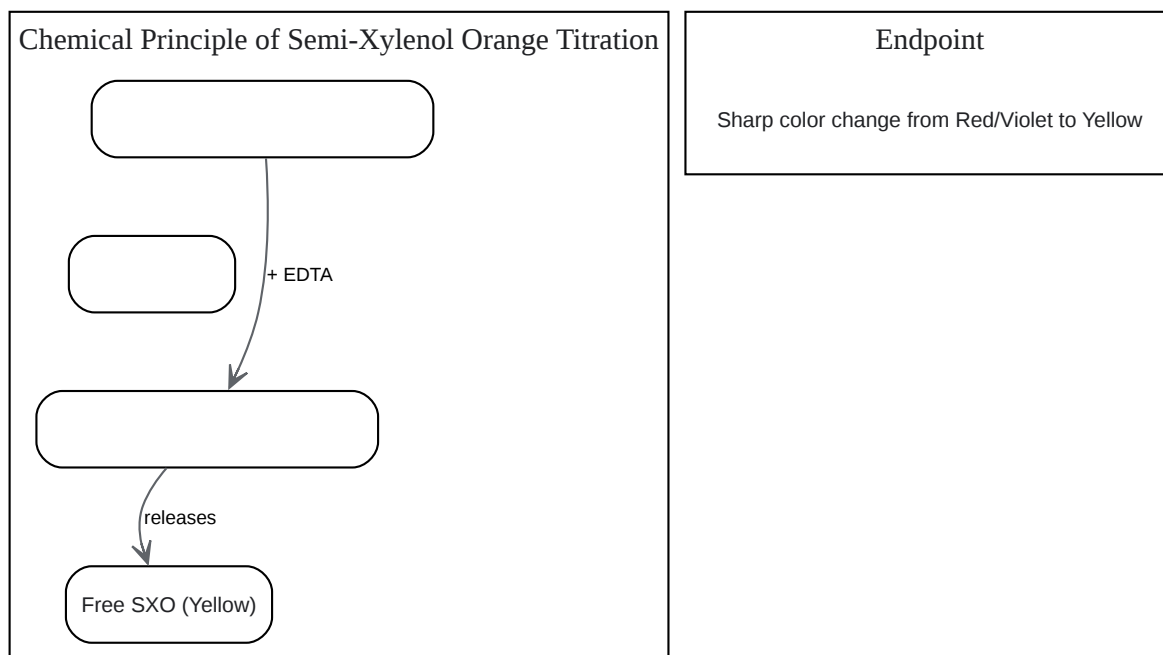 Chemical Principle of Semi-Xylenol Orange Titration
+ EDTA
releases
Free SXO (Yellow)
Endpoint
Sharp color change from Red/Violet to Yellow